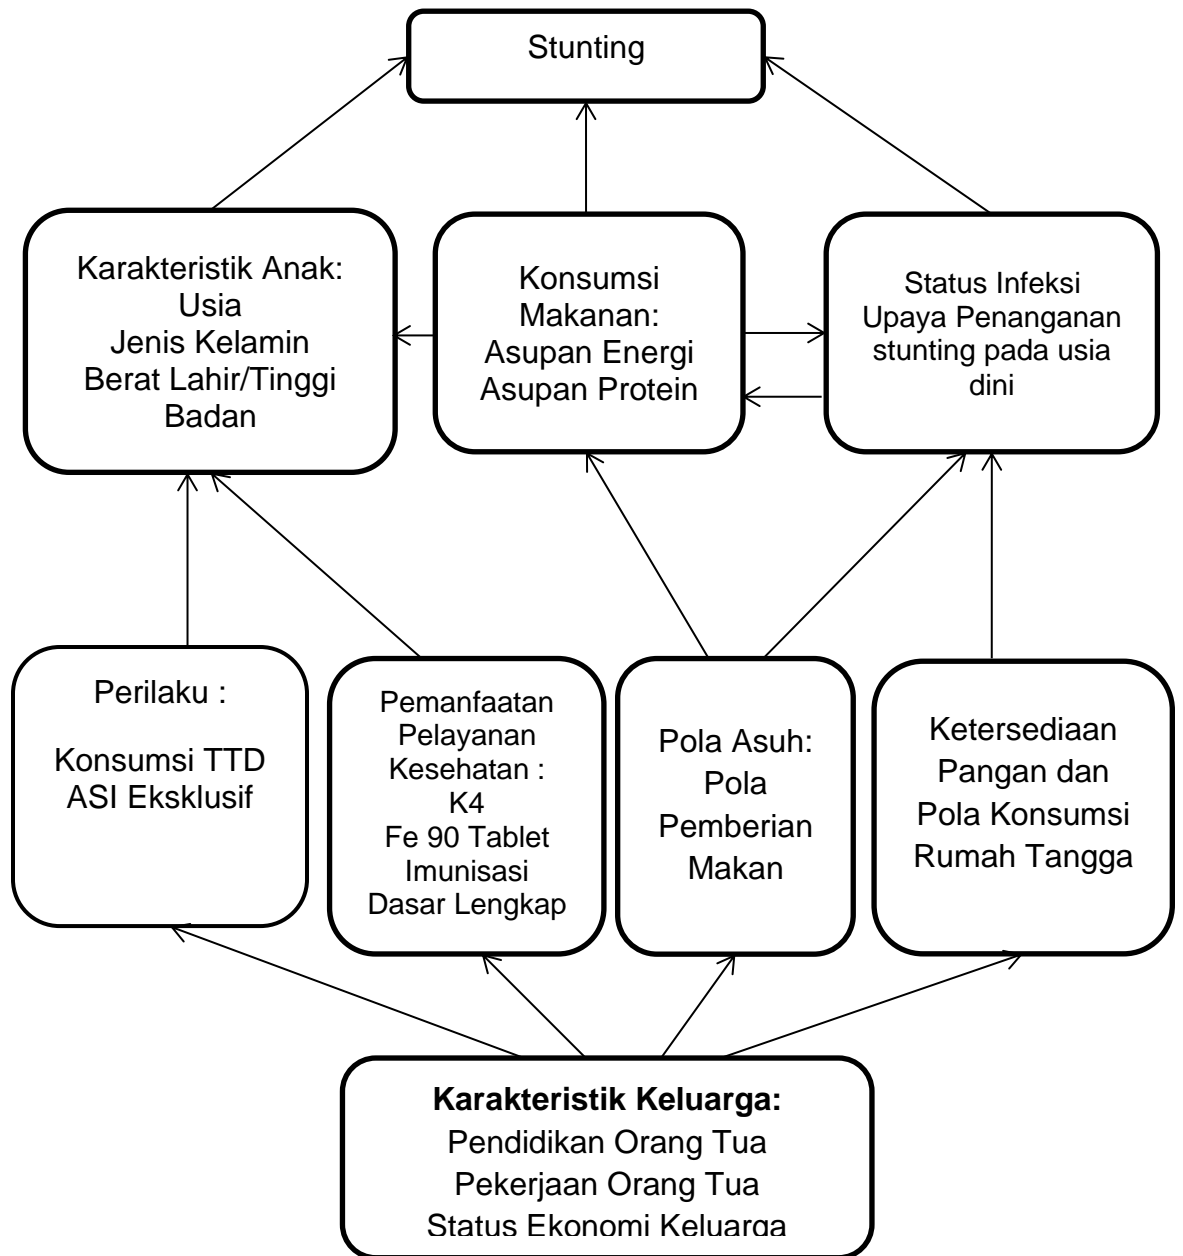 Stunting
Karakteristik Anak:
Usia
Jenis Kelamin
Berat Lahir/Tinggi
Badan
Konsumsi
Makanan:
Asupan Energi
Asupan Protein
Status Infeksi
Upaya Penanganan
stunting pada usia
dini
Perilaku :
Konsumsi TTD
ASI Eksklusif
Pemanfaatan
Pelayanan
Kesehatan :
K4
Fe 90 Tablet
Imunisasi
Dasar Lengkap
Pola Asuh:
Pola
Pemberian
Makan
Ketersediaan
Pangan dan
Pola Konsumsi
Rumah Tangga
Karakteristik Keluarga:
Pendidikan Orang Tua
Pekerjaan Orang Tua
Status Ekonomi Keluarga